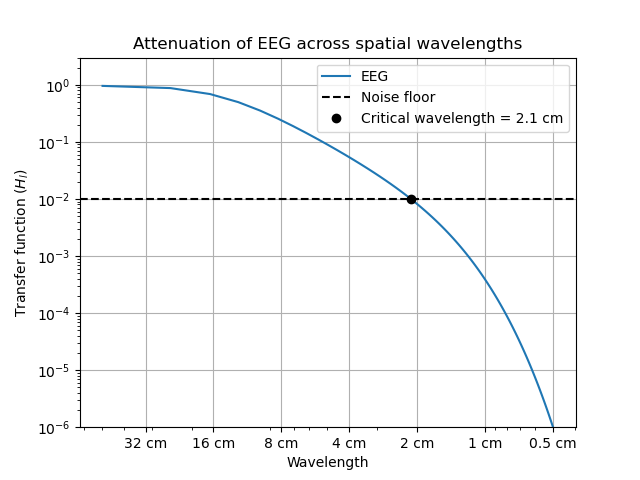 Attenuation of EEG across spatial wavelengths
EEG
Noise floor
Critical wavelength = 2.1 cm
Transfer function (H_l)
10^0
10^-1
10^-2
10^-3
10^-4
10^-5
10^-6
32 cm 16 cm 8 cm 4 cm 2 cm 1 cm 0.5 cm
Wavelength